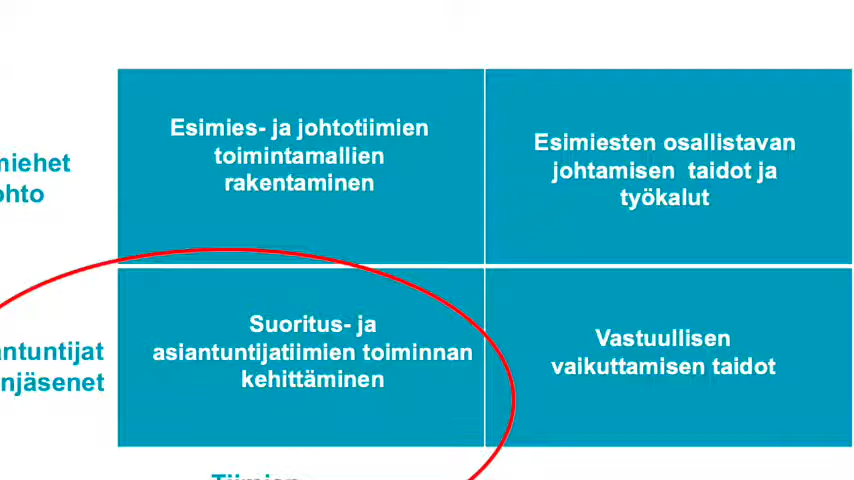 Esimies- ja johtotiimien
toimintamallien
rakentaminen
Esimiesten osallistavan
johtamisen taidot ja
työkalut
Suoritus- ja
asiantuntijatiimien toiminnan
kehittäminen
Vastuullisen
vaikuttamisen taidot